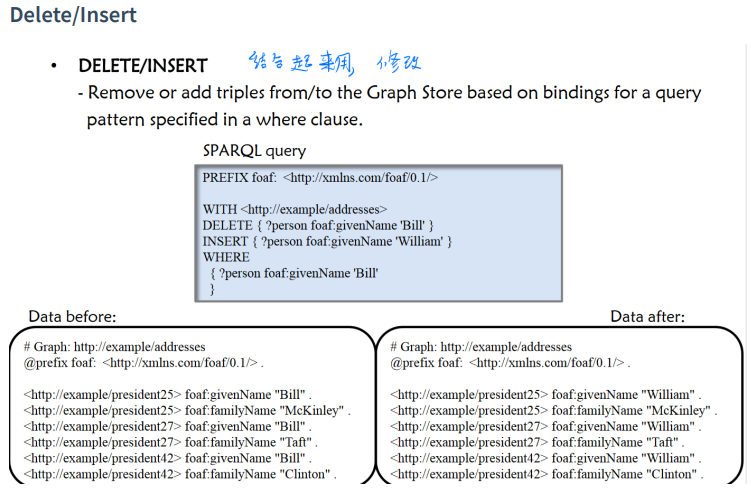 Delete/Insert
• DELETE/INSERT 结合起来用, 修改
- Remove or add triples from/to the Graph Store based on bindings for a query
pattern specified in a where clause.
SPARQL query
PREFIX foaf: <http://xmlns.com/foaf/0.1/>
WITH <http://example/addresses>
DELETE { ?person foaf:givenName 'Bill' }
INSERT { ?person foaf:givenName 'William' }
WHERE
{ ?person foaf:givenName 'Bill'
}
Data before:
# Graph: http://example/addresses
@prefix foaf: <http://xmlns.com/foaf/0.1/> .
<http://example/president25> foaf:givenName "Bill" .
<http://example/president25> foaf:familyName "McKinley" .
<http://example/president27> foaf:givenName "Bill" .
<http://example/president27> foaf:familyName "Taft" .
<http://example/president42> foaf:givenName "Bill" .
<http://example/president42> foaf:familyName "Clinton" .
Data after:
# Graph: http://example/addresses
@prefix foaf: <http://xmlns.com/foaf/0.1/> .
<http://example/president25> foaf:givenName "William" .
<http://example/president25> foaf:familyName "McKinley" .
<http://example/president27> foaf:givenName "William" .
<http://example/president27> foaf:familyName "Taft" .
<http://example/president42> foaf:givenName "William" .
<http://example/president42> foaf:familyName "Clinton" .